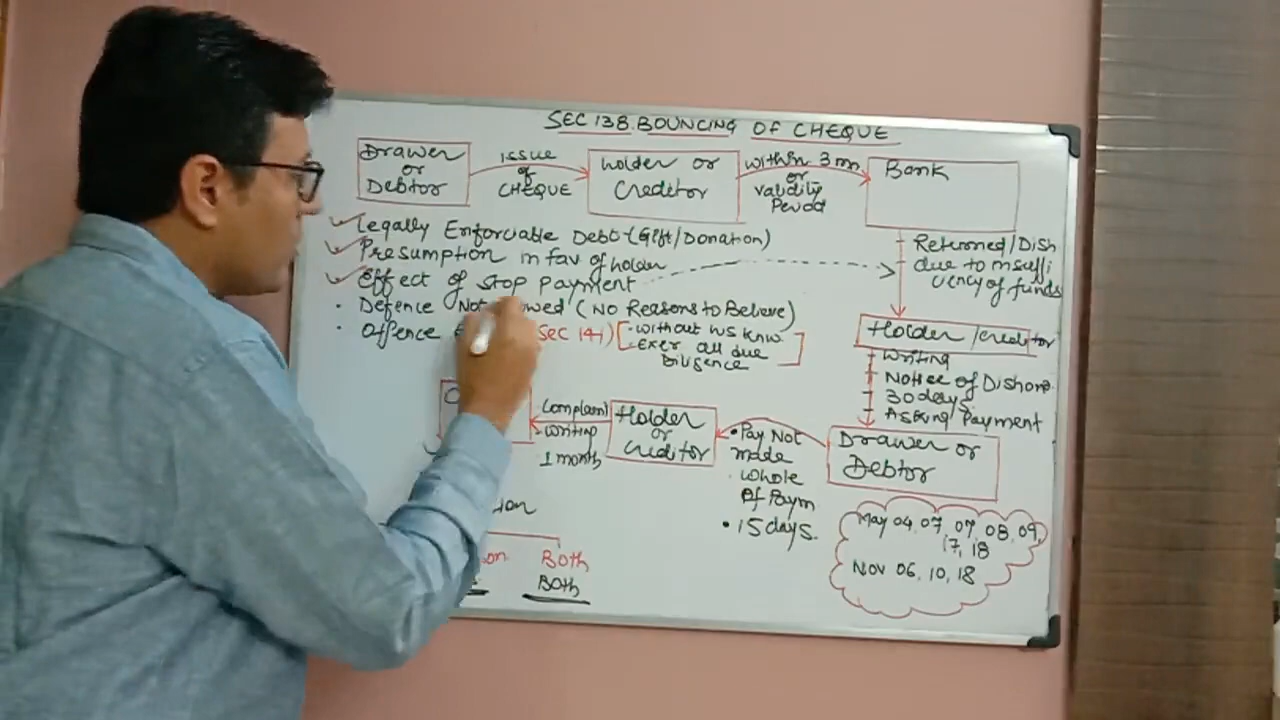 SEC 138. BOUNCING OF CHEQUE
Drawer
or
Debtor
issue
of
CHEQUE
holder or
Creditor
within 3 mn
or
validity
Period
Bank
Legally Enforciable Debt (Gift/Donation)
Presumption in fav of holder
Effect of stop payment
Defence Not (No Reasons to Believe)
Offence SEC 141) [ · without his know
· Exer all due
Diligence ]
Returned / Dish
due to insuffi
ciency of funds
Holder / creditor
writing
Notice of Dishono
30 days
Asking Payment
Drawer or
Debtor
• Pay Not
made
whole
of Paym
• 15 days.
Holder
or
Creditor
Complaint
writing
1 month
Both
BOTH
May 04, 07, 07, 08, 09,
17, 18
Nov 06, 10, 18